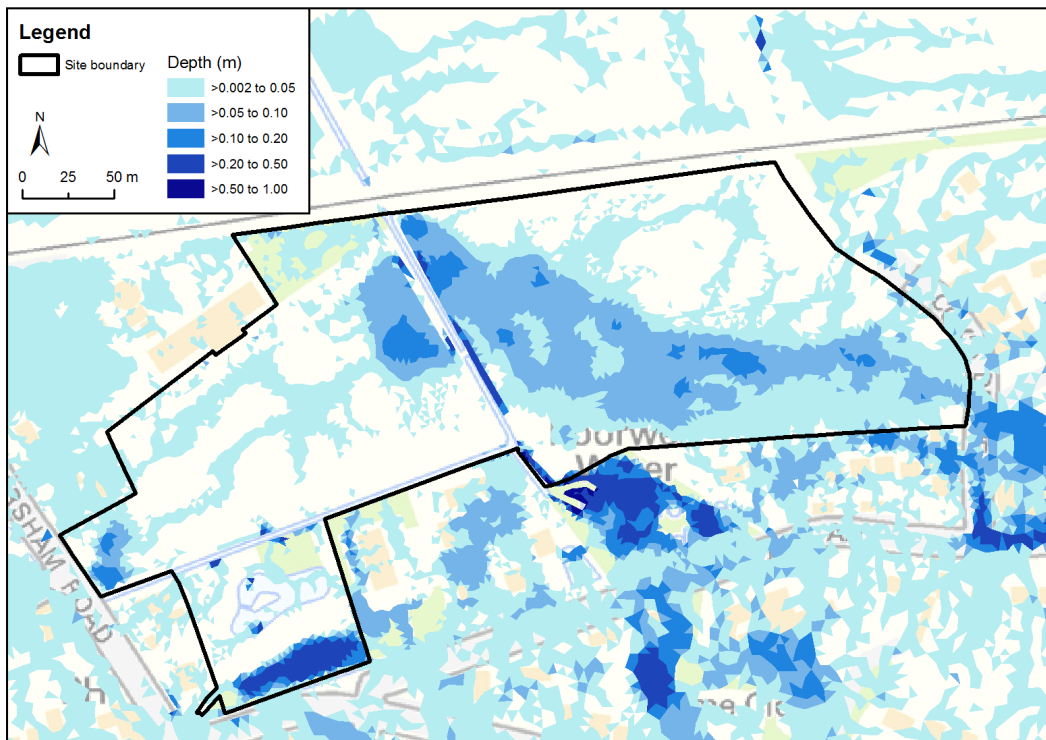 Legend
Site boundary
Depth (m)
>0.002 to 0.05
>0.05 to 0.10
>0.10 to 0.20
>0.20 to 0.50
>0.50 to 1.00
N
0 25 50 m
ROAD